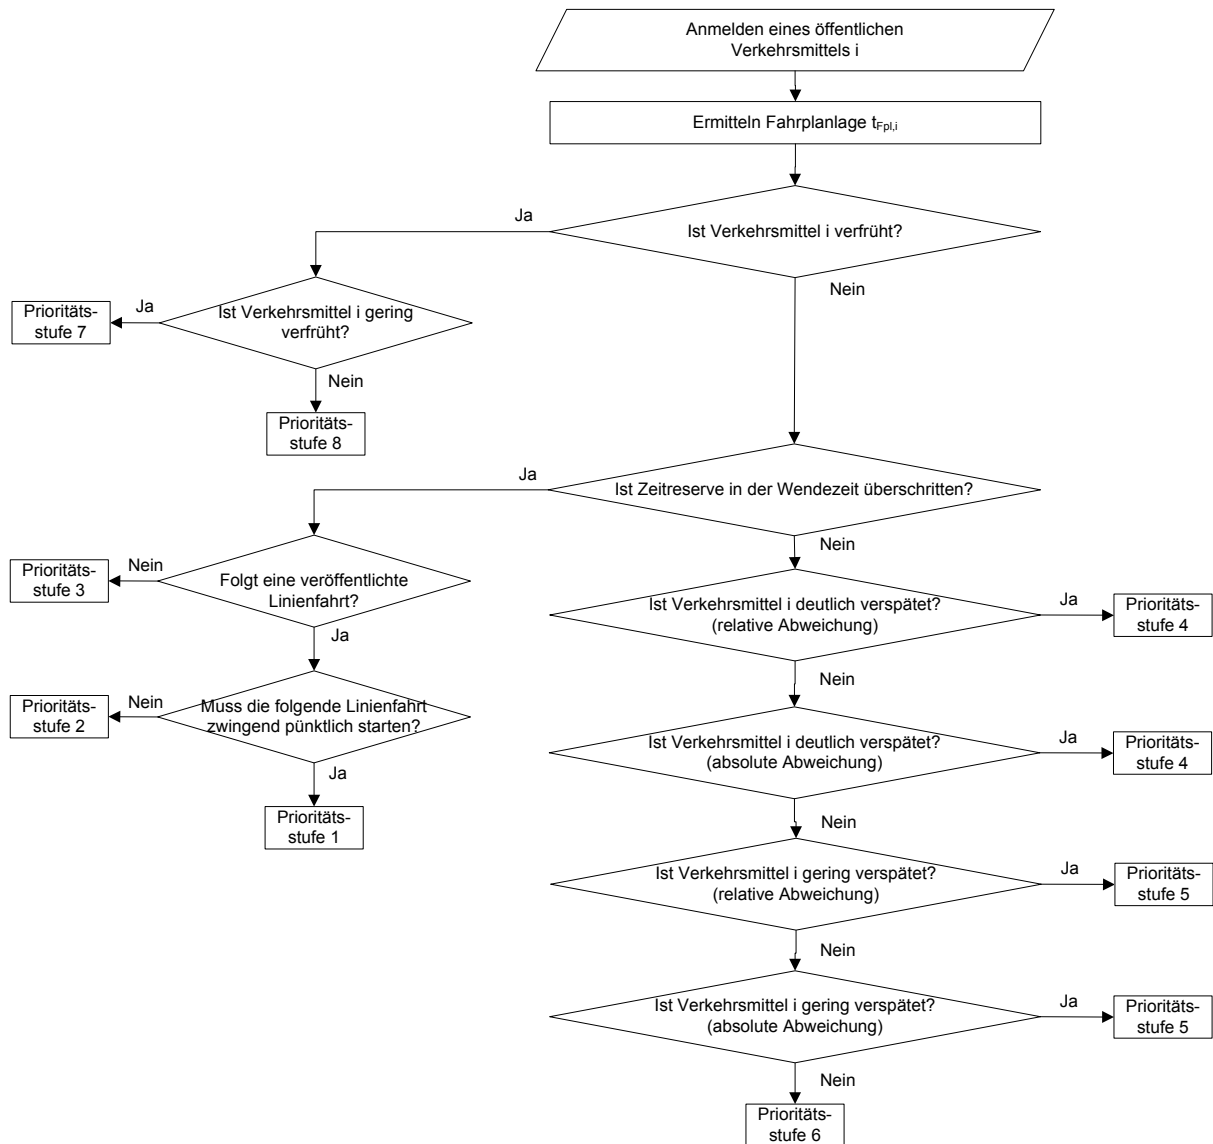 Anmelden eines öffentlichen
Verkehrsmittels i
Ermitteln Fahrplanlage tFpl,i
Ja
Ist Verkehrsmittel i verfrüht?
Nein
Ja
Ist Verkehrsmittel i gering
verfrüht?
Prioritäts-
stufe 7
Nein
Prioritäts-
stufe 8
Ja
Ist Zeitreserve in der Wendezeit überschritten?
Nein
Nein
Folgt eine veröffentlichte
Linienfahrt?
Prioritäts-
stufe 3
Ja
Ist Verkehrsmittel i deutlich verspätet?
(relative Abweichung)
Ja
Prioritäts-
stufe 4
Nein
Nein
Muss die folgende Linienfahrt
zwingend pünktlich starten?
Prioritäts-
stufe 2
Ja
Prioritäts-
stufe 1
Ist Verkehrsmittel i deutlich verspätet?
(absolute Abweichung)
Ja
Prioritäts-
stufe 4
Nein
Ist Verkehrsmittel i gering verspätet?
(relative Abweichung)
Ja
Prioritäts-
stufe 5
Nein
Ist Verkehrsmittel i gering verspätet?
(absolute Abweichung)
Ja
Prioritäts-
stufe 5
Nein
Prioritäts-
stufe 6